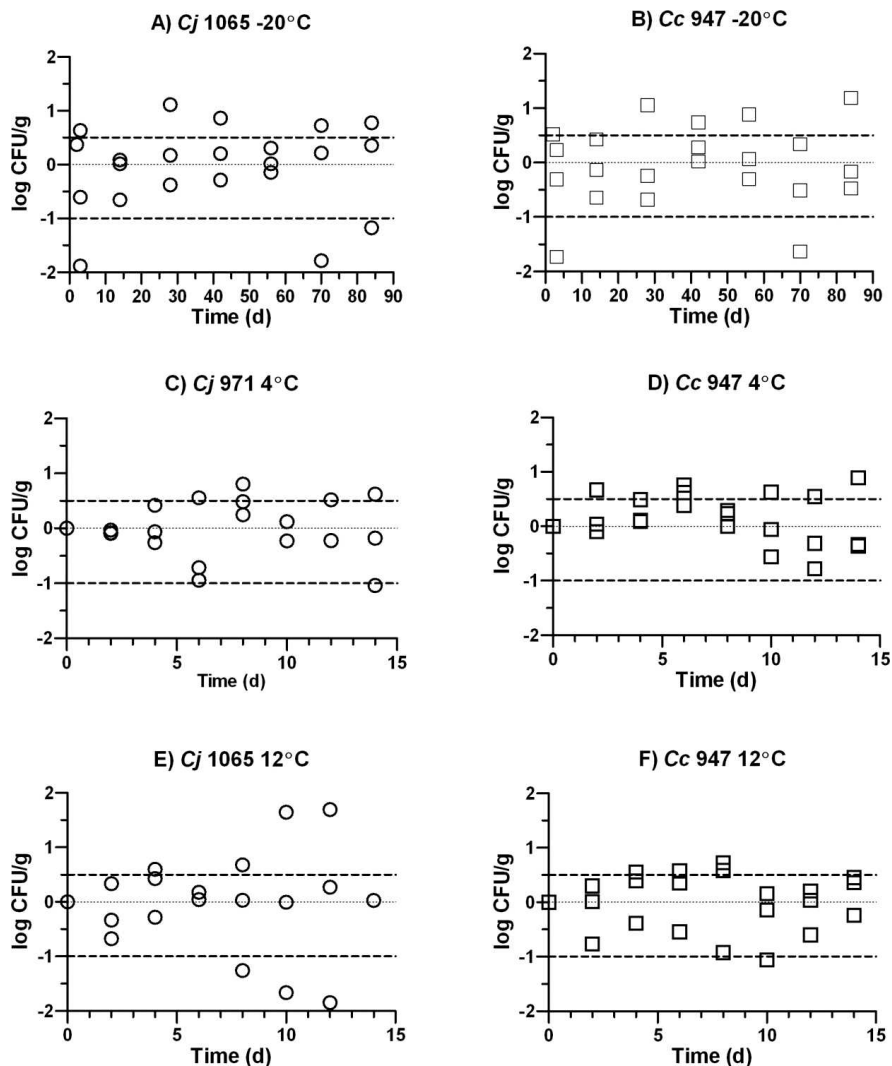 A) Cj 1065 -20°C
2
1
0
-1
-2
log CFU/g
0 10 20 30 40 50 60 70 80 90
Time (d)
B) Cc 947 -20°C
2
1
0
-1
-2
log CFU/g
0 10 20 30 40 50 60 70 80 90
Time (d)
C) Cj 971 4°C
2
1
0
-1
-2
log CFU/g
0 5 10 15
Time (d)
D) Cc 947 4°C
2
1
0
-1
-2
log CFU/g
0 5 10 15
Time (d)
E) Cj 1065 12°C
2
1
0
-1
-2
log CFU/g
0 5 10 15
Time (d)
F) Cc 947 12°C
2
1
0
-1
-2
log CFU/g
0 5 10 15
Time (d)